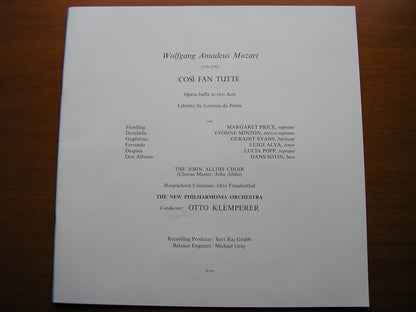 Wolfgang Amadeus Mozart
(1756-1791)
COSÌ FAN TUTTE
Opera buffa in two Acts
Libretto by Lorenzo da Ponte
with
Fiordiligi MARGARET PRICE, soprano
Dorabella YVONNE MINTON, mezzo-soprano
Guglielmo GERAINT EVANS, baritone
Ferrando LUIGI ALVA, tenor
Despina LUCIA POPP, soprano
Don Alfonso HANS SOTIN, bass
THE JOHN ALLDIS CHOIR
(Chorus Master: John Alldis)
Harpsichord Continuo: Otto Freudenthal
THE NEW PHILHARMONIA ORCHESTRA
Conductor: OTTO KLEMPERER
Recording Producer: Suvi Raj Grubb
Balance Engineer: Michael Gray